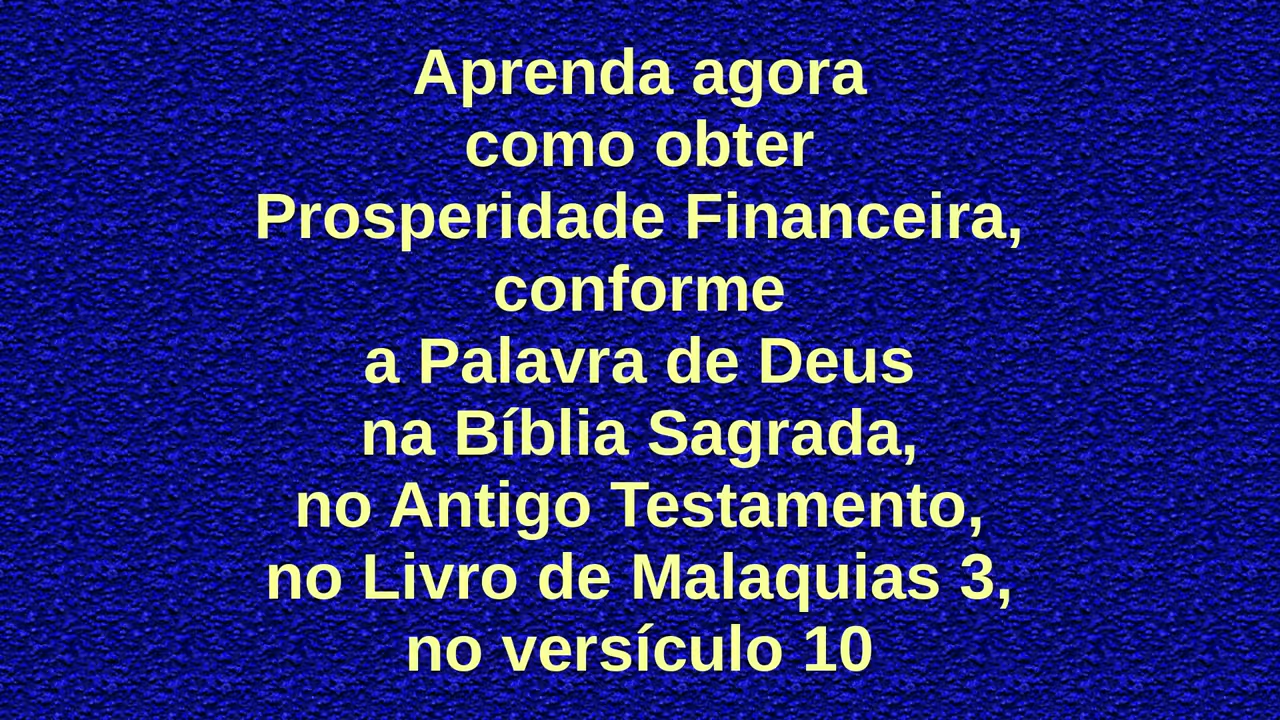 Aprenda agora
como obter
Prosperidade Financeira,
conforme
a Palavra de Deus
na Bíblia Sagrada,
no Antigo Testamento,
no Livro de Malaquias 3,
no versículo 10